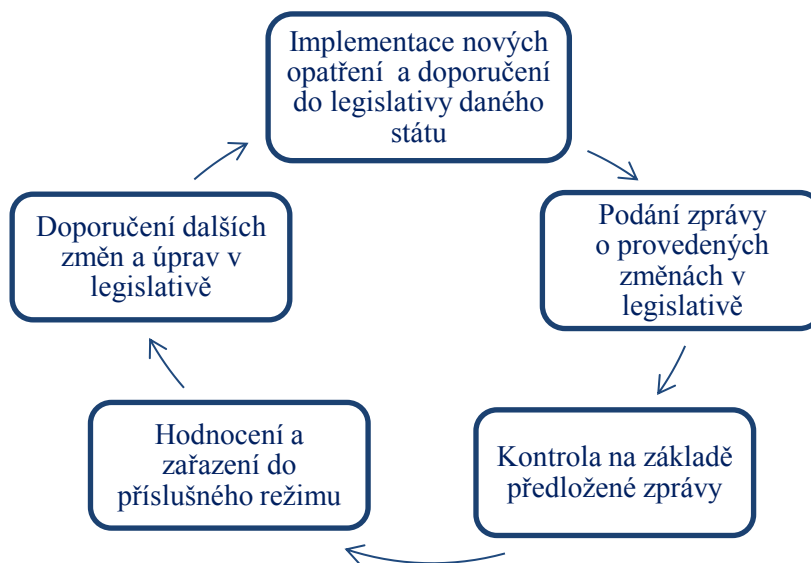 Implementace nových
opatření a doporučení
do legislativy daného
státu
Podání zprávy
o provedených
změnách v
legislativě
Kontrola na základě
předložené zprávy
Hodnocení a
zařazení do
příslušného režimu
Doporučení dalších
změn a úprav v
legislativě